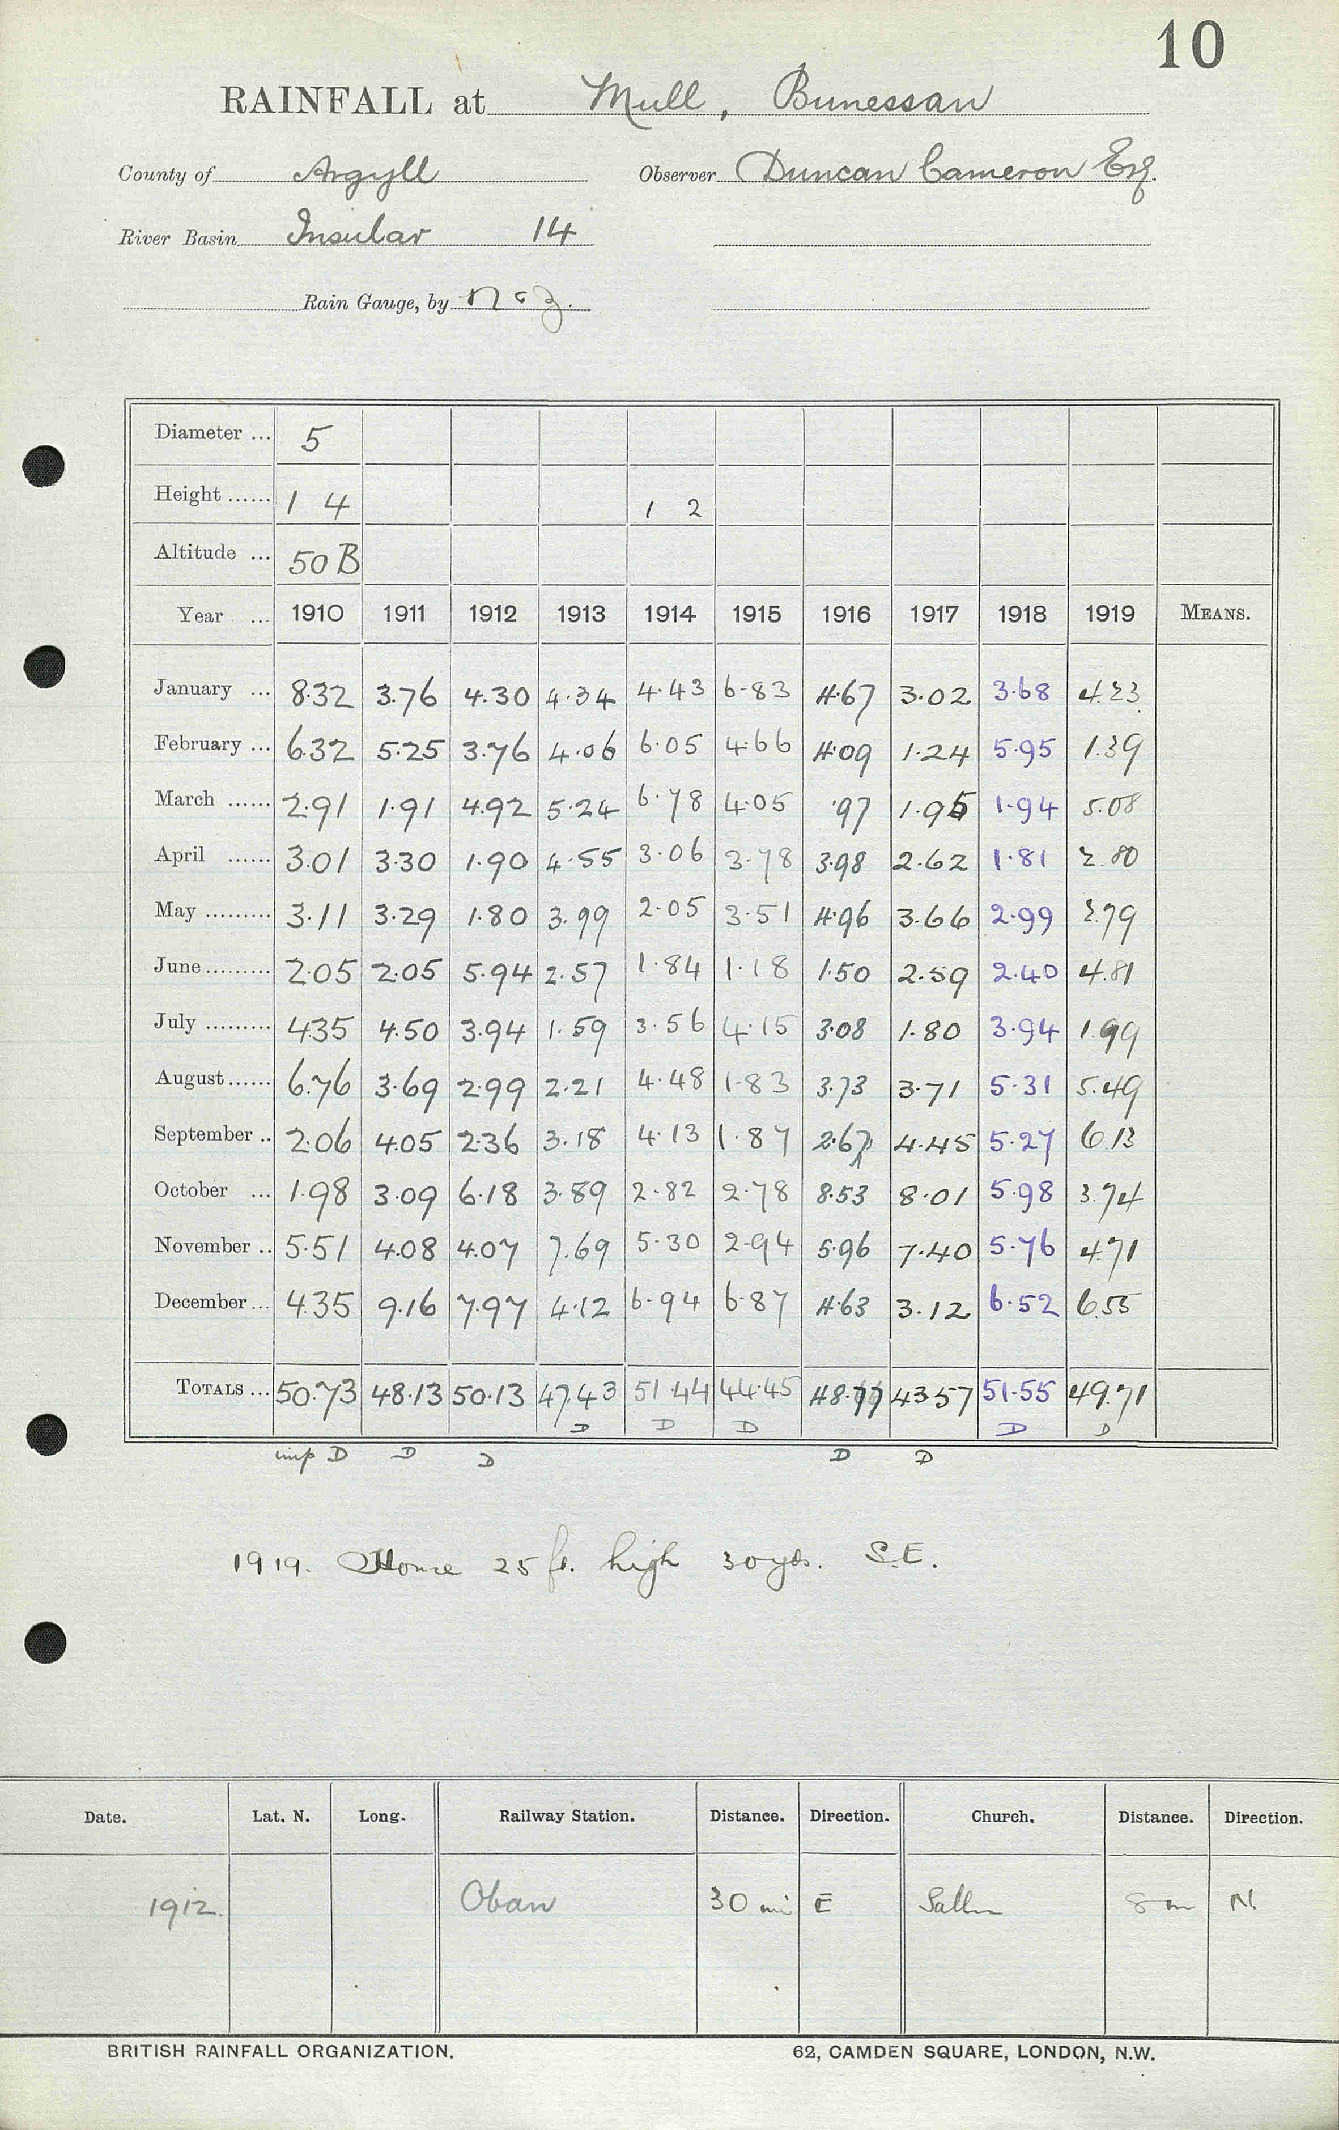 10
RAINFALL at Mull, Bunessan
County of Argyll Observer Duncan Cameron Esq.
River Basin Insular 14
Rain Gauge, by
Diameter ... 5
Height ...... 1 4 1 2
Altitude ... 50 B
Year ... 1910 1911 1912 1913 1914 1915 1916 1917 1918 1919 MEANS.
January ... 8.32 3.76 4.30 4.34 4.43 6.83 4.67 3.02 3.68 4.23
February ... 6.32 5.25 3.76 4.06 6.05 4.66 4.09 1.24 5.95 1.39
March ...... 2.91 1.91 4.92 5.24 6.78 4.05 .97 1.95 1.94 5.08
April ...... 3.01 3.30 1.90 4.55 3.06 3.78 3.98 2.62 1.81 2.80
May ......... 3.11 3.29 1.80 3.99 2.05 3.51 4.96 3.66 2.99 2.79
June ......... 2.05 2.05 5.94 2.57 1.84 1.18 1.50 2.59 2.40 4.81
July ......... 4.35 4.50 3.94 1.59 3.56 4.15 3.08 1.80 3.94 1.99
August ...... 6.76 3.69 2.99 2.21 4.48 1.83 3.73 3.71 5.31 5.49
September .. 2.06 4.05 2.36 3.18 4.13 1.87 2.67 4.45 5.27 6.13
October ... 1.98 3.09 6.18 3.89 2.82 2.78 8.53 8.01 5.98 3.74
November .. 5.51 4.08 4.07 7.69 5.30 2.94 5.96 7.40 5.76 4.71
December ... 4.35 9.16 7.97 4.12 6.94 6.87 4.63 3.12 6.52 6.55
TOTALS ... 50.73 48.13 50.13 47.43 51.44 44.45 48.77 43.57 51.55 49.71
D D D D D
imp D D D D D
1919. House 25 ft. high 30 yds. S.E.
Date. Lat. N. Long. Railway Station. Distance. Direction. Church. Distance. Direction.
1912. Oban 30 mi E 8 m N.
BRITISH RAINFALL ORGANIZATION. 62, CAMDEN SQUARE, LONDON, N.W.